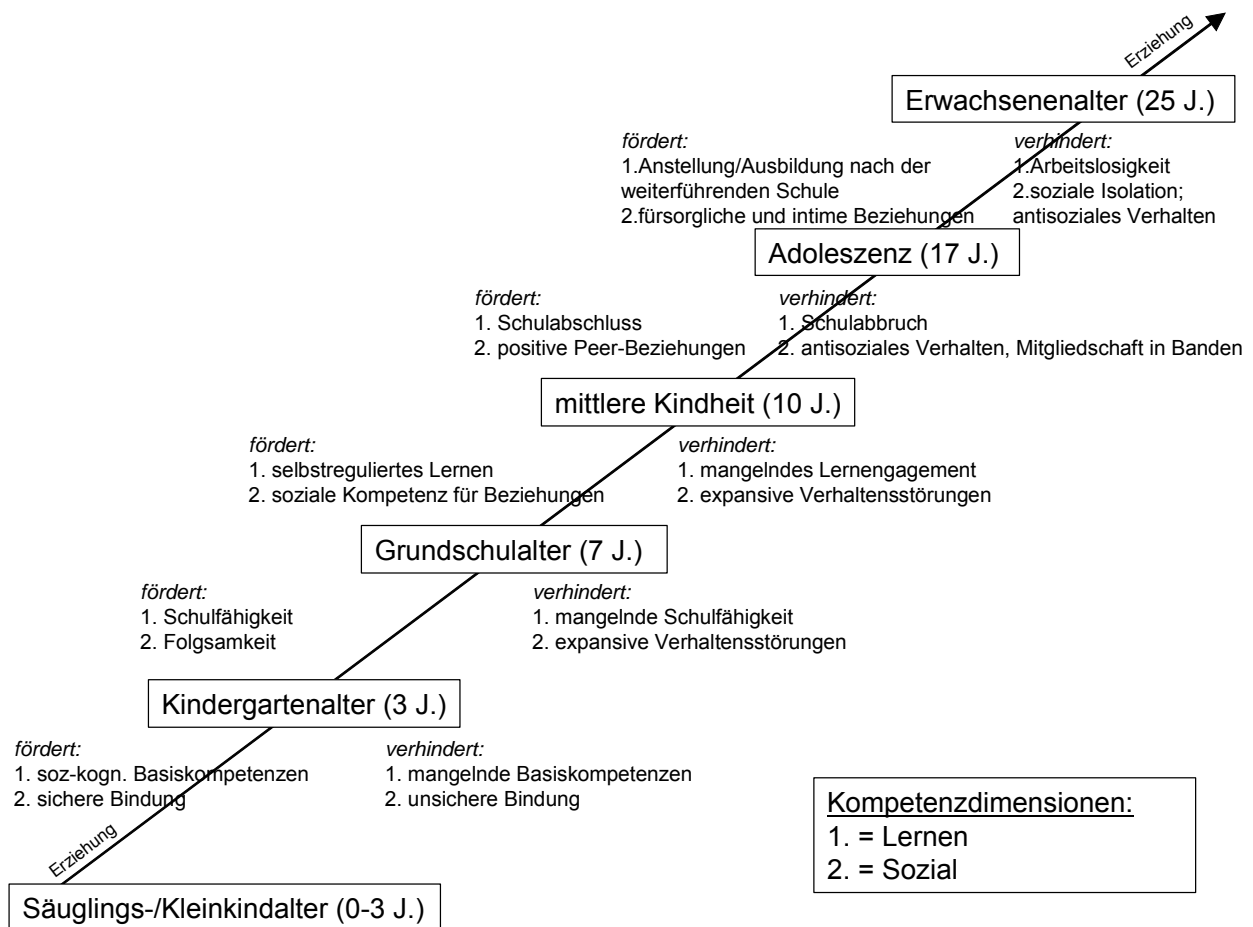 Erziehung
Erwachsenenalter (25 J.)
fördert:
1.Anstellung/Ausbildung nach der
weiterführenden Schule
2.fürsorgliche und intime Beziehungen
verhindert:
1.Arbeitslosigkeit
2.soziale Isolation;
antisoziales Verhalten
Adoleszenz (17 J.)
fördert:
1. Schulabschluss
2. positive Peer-Beziehungen
verhindert:
1. Schulabbruch
2. antisoziales Verhalten, Mitgliedschaft in Banden
mittlere Kindheit (10 J.)
fördert:
1. selbstreguliertes Lernen
2. soziale Kompetenz für Beziehungen
verhindert:
1. mangelndes Lernengagement
2. expansive Verhaltensstörungen
Grundschulalter (7 J.)
fördert:
1. Schulfähigkeit
2. Folgsamkeit
verhindert:
1. mangelnde Schulfähigkeit
2. expansive Verhaltensstörungen
Kindergartenalter (3 J.)
fördert:
1. soz-kogn. Basiskompetenzen
2. sichere Bindung
verhindert:
1. mangelnde Basiskompetenzen
2. unsichere Bindung
Kompetenzdimensionen:
1. = Lernen
2. = Sozial
Erziehung
Säuglings-/Kleinkindalter (0-3 J.)